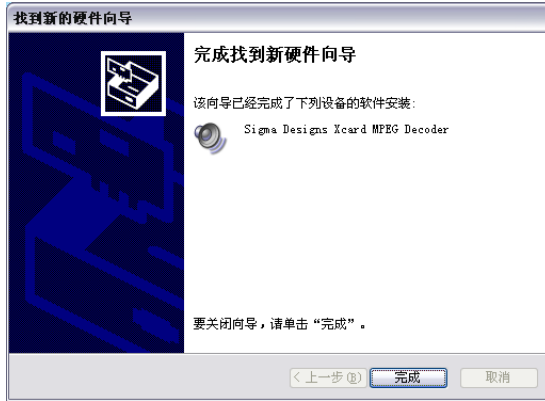 找到新的硬件向导
完成找到新硬件向导
该向导已经完成了下列设备的软件安装:
Sigma Designs Xcard MPEG Decoder
要关闭向导，请单击“完成”。
< 上一步(B) 完成 取消